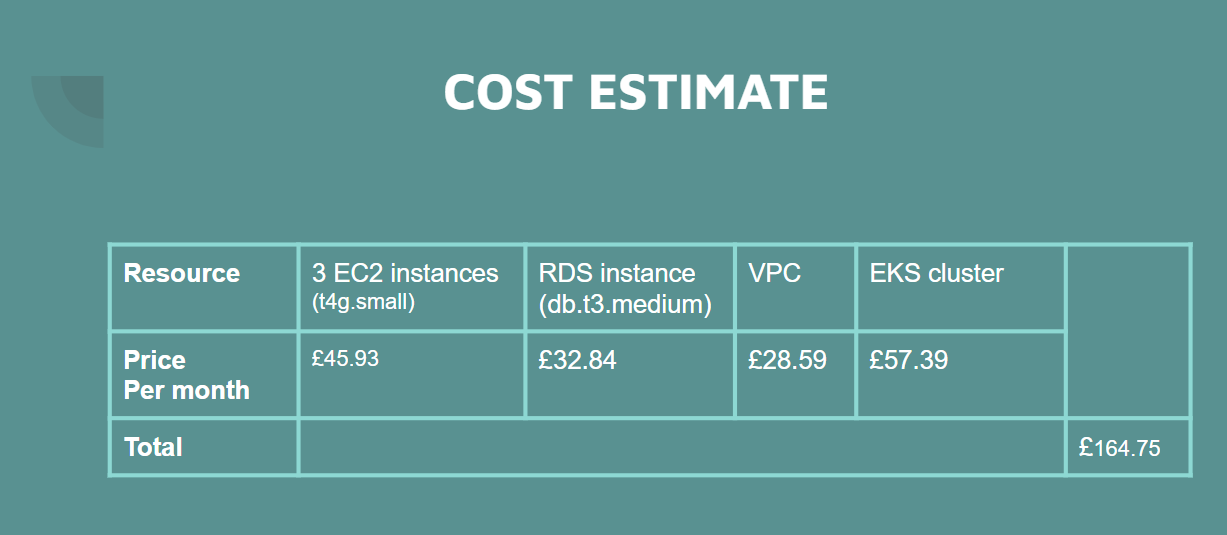 COST ESTIMATE
Resource
3 EC2 instances
(t4g.small)
RDS instance
(db.t3.medium)
VPC
EKS cluster
Price
Per month
£45.93
£32.84
£28.59
£57.39
Total
£164.75